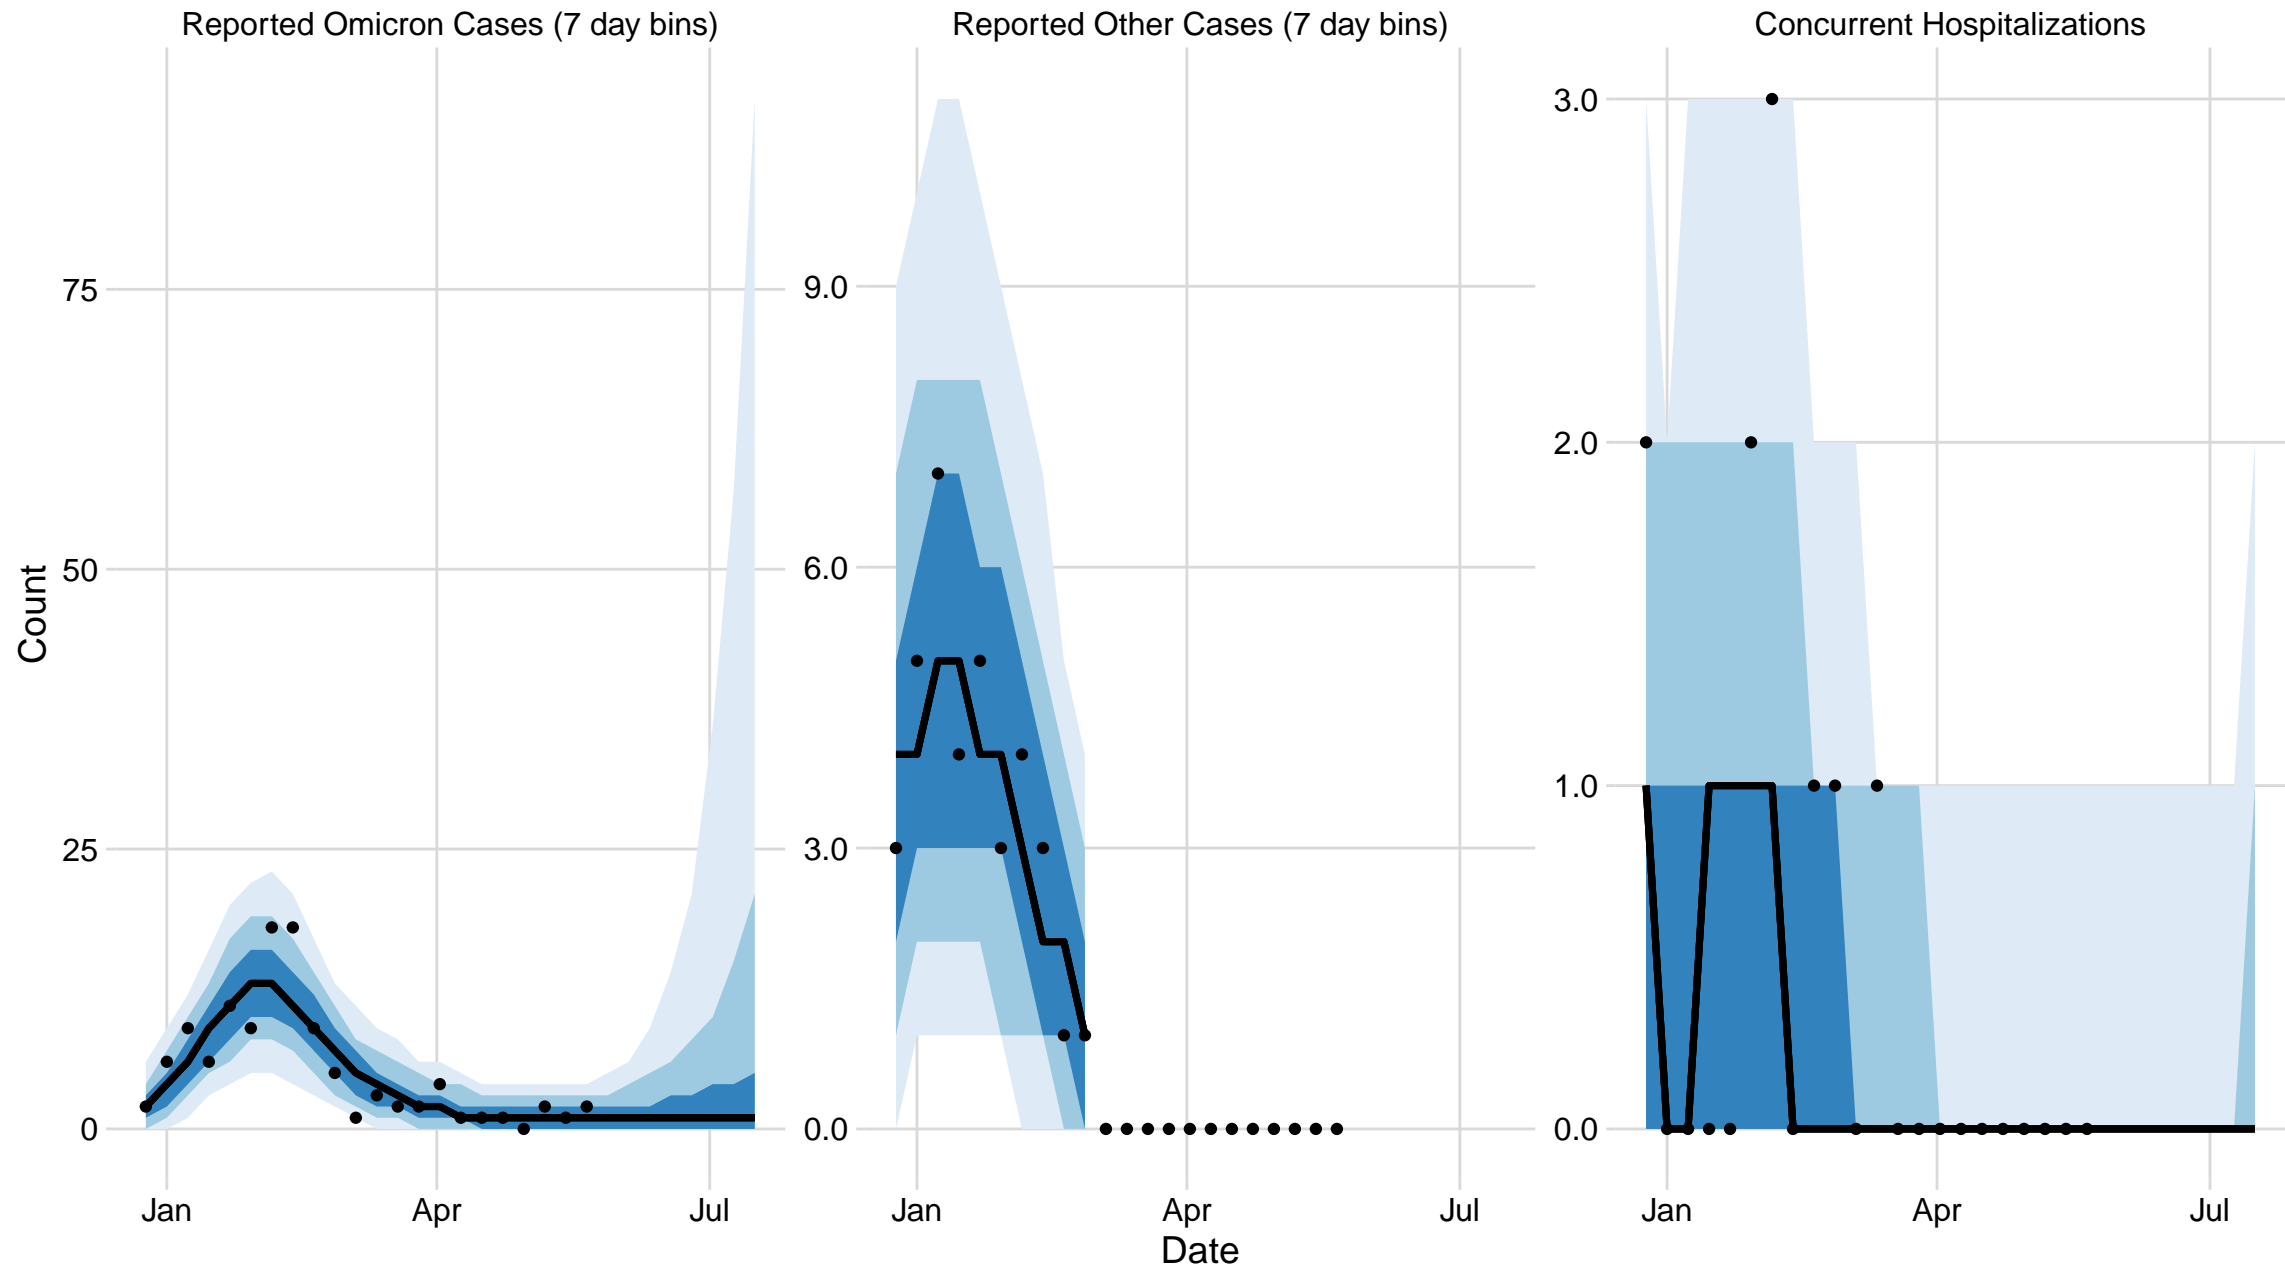 Reported Omicron Cases (7 day bins)
Reported Other Cases (7 day bins)
Concurrent Hospitalizations
Count
75
50
25
0
Jan
Apr
Jul
9.0
6.0
3.0
0.0
Jan
Apr
Jul
3.0
2.0
1.0
0.0
Jan
Apr
Jul
Date